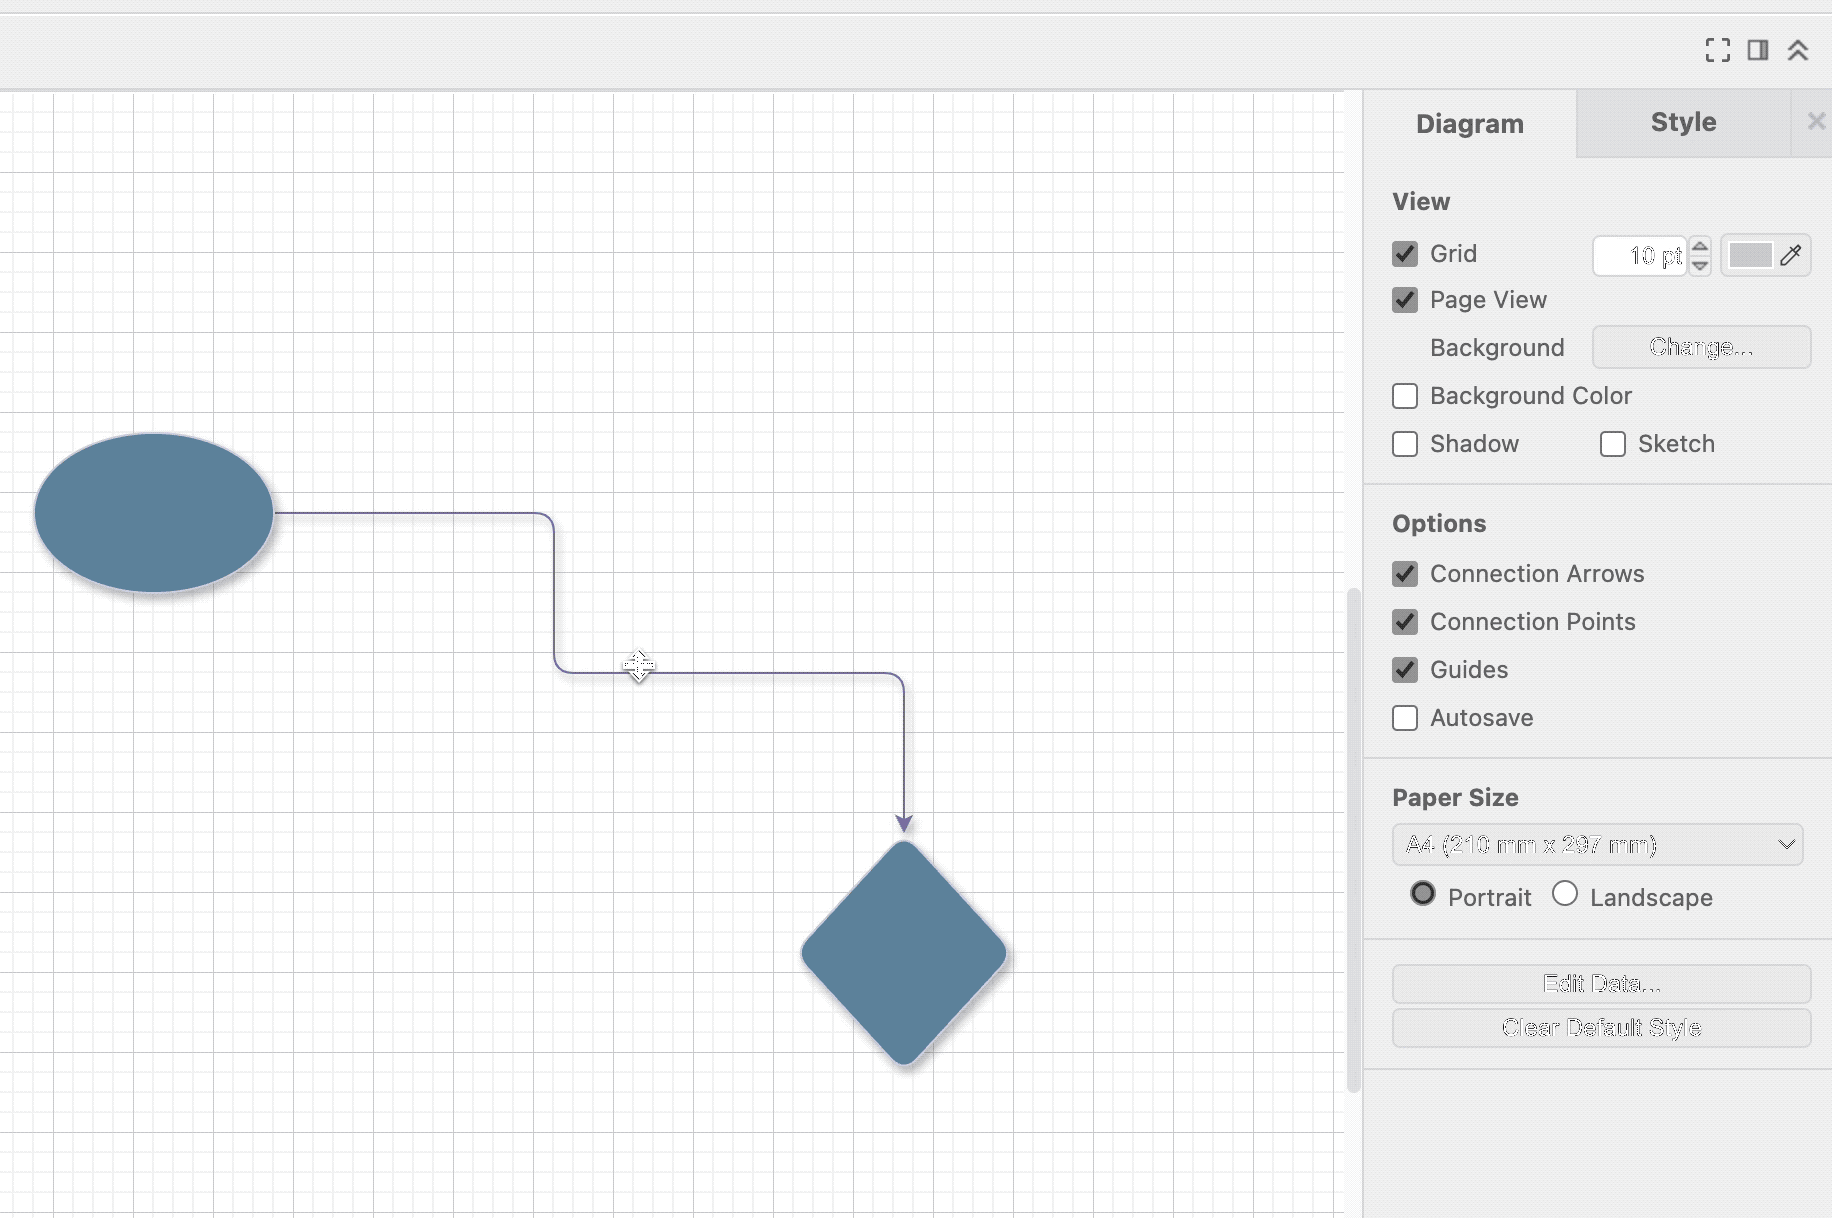 Diagram Style
View
Grid 10 pt
Page View
Background Change...
Background Color
Shadow Sketch
Options
Connection Arrows
Connection Points
Guides
Autosave
Paper Size
A4 (210 mm x 297 mm)
Portrait Landscape
Edit Data...
Clear Default Style